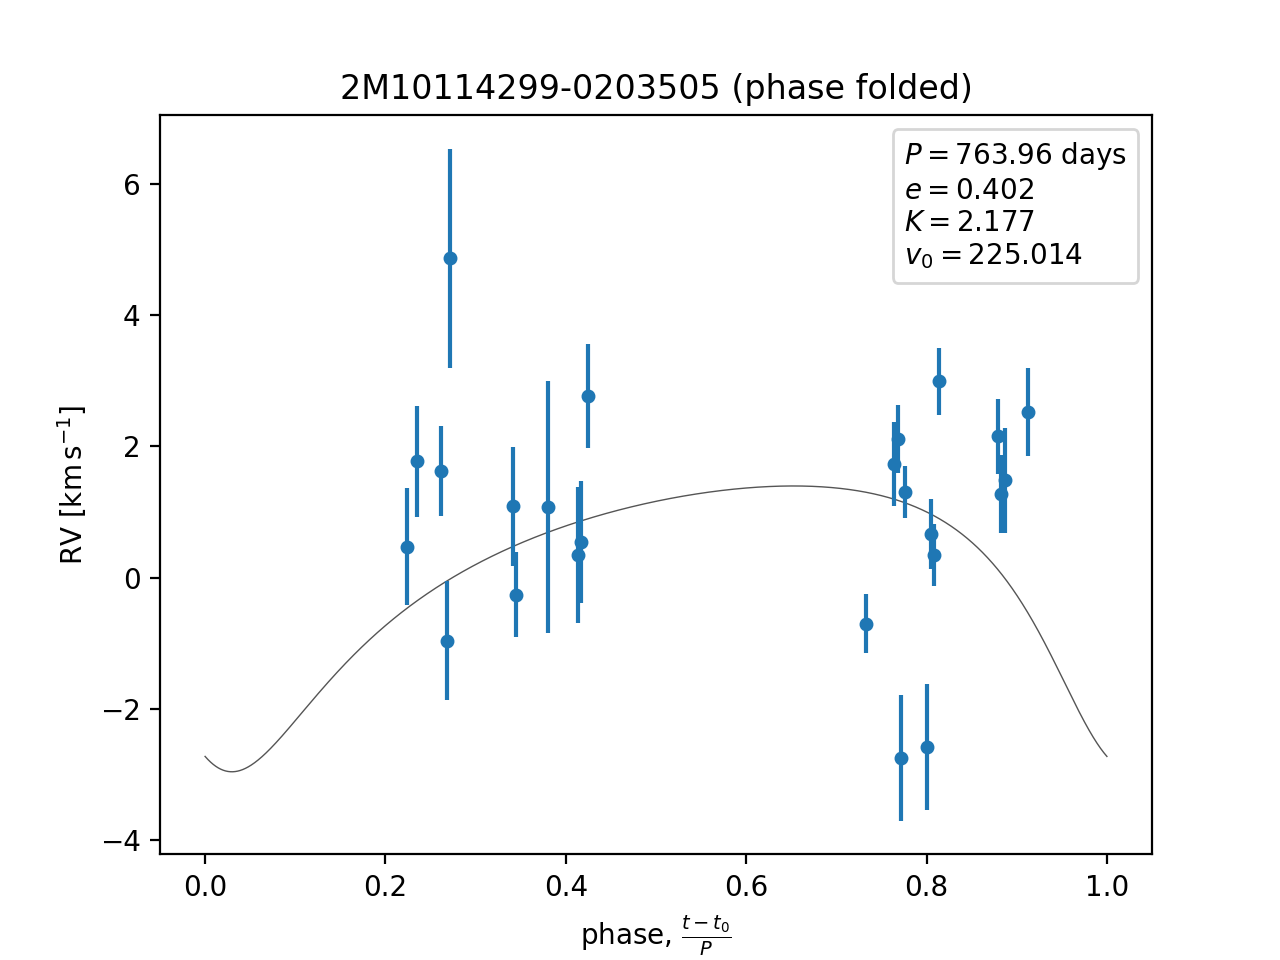 2M10114299-0203505 (phase folded)
P = 763.96 days
e = 0.402
K = 2.177
v₀ = 225.014
RV [km s⁻¹]
6
4
2
0
−2
−4
0.0 0.2 0.4 0.6 0.8 1.0
phase, (t − t₀)/P